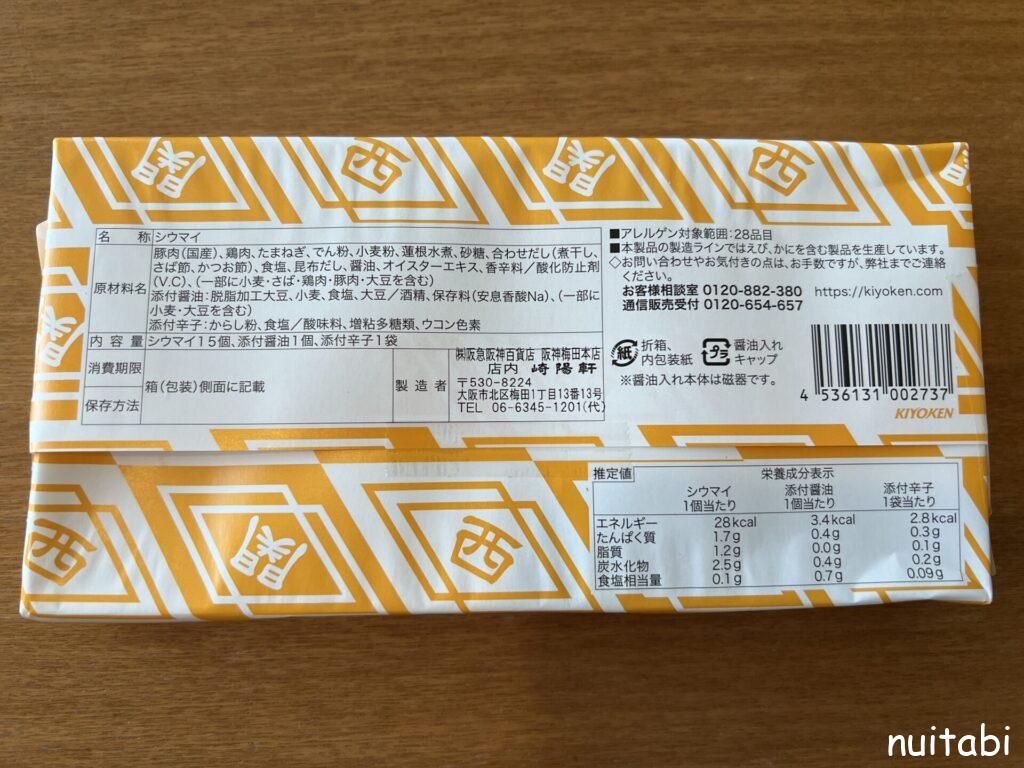 關 西 關 西 關
名 称 シウマイ
原材料名 豚肉(国産)、鶏肉、たまねぎ、でん粉、小麦粉、蓮根水煮、砂糖、合わせだし(煮干し、
さば節、かつお節)、食塩、昆布だし、醤油、オイスターエキス、香辛料/酸化防止剤
(V.C)、(一部に小麦・さば・鶏肉・豚肉・大豆を含む)
添付醤油:脱脂加工大豆、小麦、食塩、大豆/酒精、保存料(安息香酸Na)、(一部に
小麦・大豆を含む)
添付辛子:からし粉、食塩/酸味料、増粘多糖類、ウコン色素
内 容 量 シウマイ15個、添付醤油1個、添付辛子1袋
消費期限
保存方法
箱(包装)側面に記載
製 造 者
㈱阪急阪神百貨店 阪神梅田本店
店内 崎陽軒
〒530-8224
大阪市北区梅田1丁目13番13号
TEL 06-6345-1201(代)
■アレルゲン対象範囲:28品目
■本製品の製造ラインではえび、かにを含む製品を生産しています。
◇お問い合わせやお気付きの点は、お手数ですが、弊社までご連絡
ください。
お客様相談室 0120-882-380 https://kiyoken.com
通信販売受付 0120-654-657
紙 折箱、
内包装紙
プラ 醤油入れ
キャップ
※醤油入れ本体は磁器です。
4 536131 002737
KIYOKEN
關
推定値 栄養成分表示
シウマイ 添付醤油 添付辛子
1個当たり 1個当たり 1袋当たり
エネルギー 28kcal 3.4kcal 2.8kcal
たんぱく質 1.7g 0.4g 0.3g
脂質 1.2g 0.0g 0.1g
炭水化物 2.5g 0.4g 0.2g
食塩相当量 0.1g 0.7g 0.09g
西 關 西
nuitabi